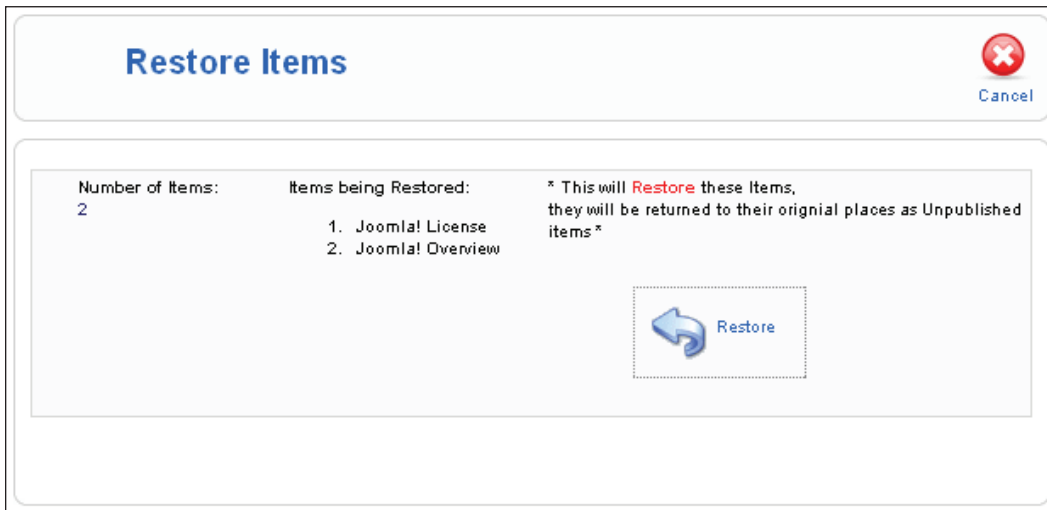 Restore Items
Cancel
Number of Items:
2
Items being Restored:
1. Joomla! License
2. Joomla! Overview
* This will Restore these Items,
they will be returned to their orignial places as Unpublished
items *
Restore